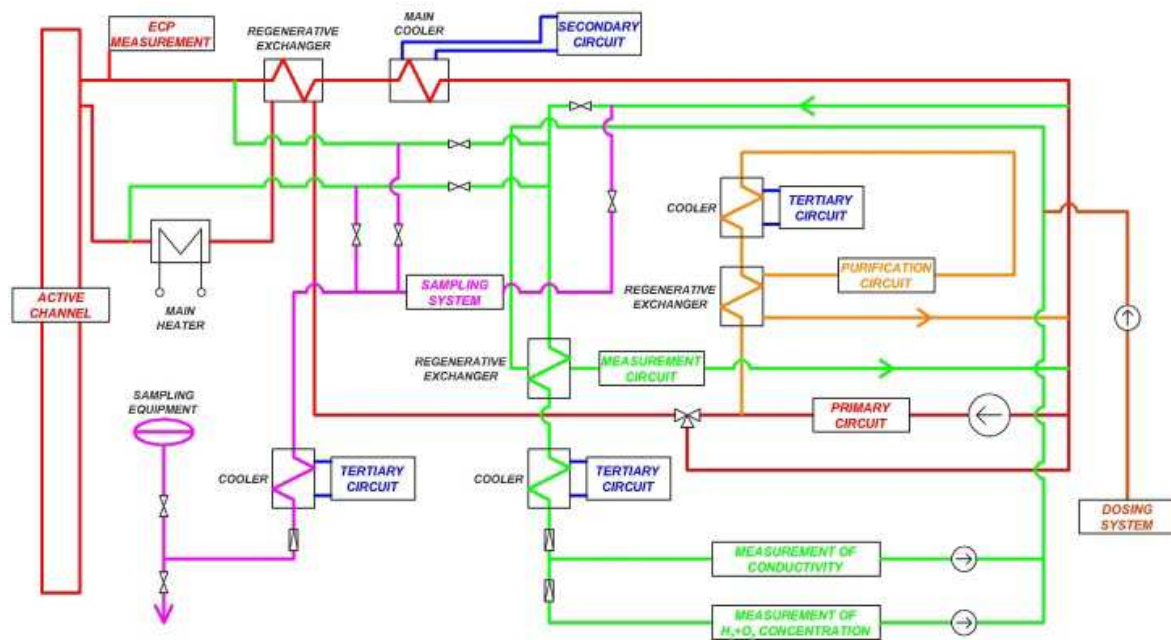 ECP
MEASUREMENT
REGENERATIVE
EXCHANGER
MAIN
COOLER
SECONDARY
CIRCUIT
COOLER
TERTIARY
CIRCUIT
ACTIVE
CHANNEL
MAIN
HEATER
SAMPLING
SYSTEM
REGENERATIVE
EXCHANGER
PURIFICATION
CIRCUIT
REGENERATIVE
EXCHANGER
MEASUREMENT
CIRCUIT
SAMPLING
EQUIPMENT
PRIMARY
CIRCUIT
COOLER
TERTIARY
CIRCUIT
COOLER
TERTIARY
CIRCUIT
DOSING
SYSTEM
MEASUREMENT OF
CONDUCTIVITY
MEASUREMENT OF
H₂+O₂ CONCENTRATION